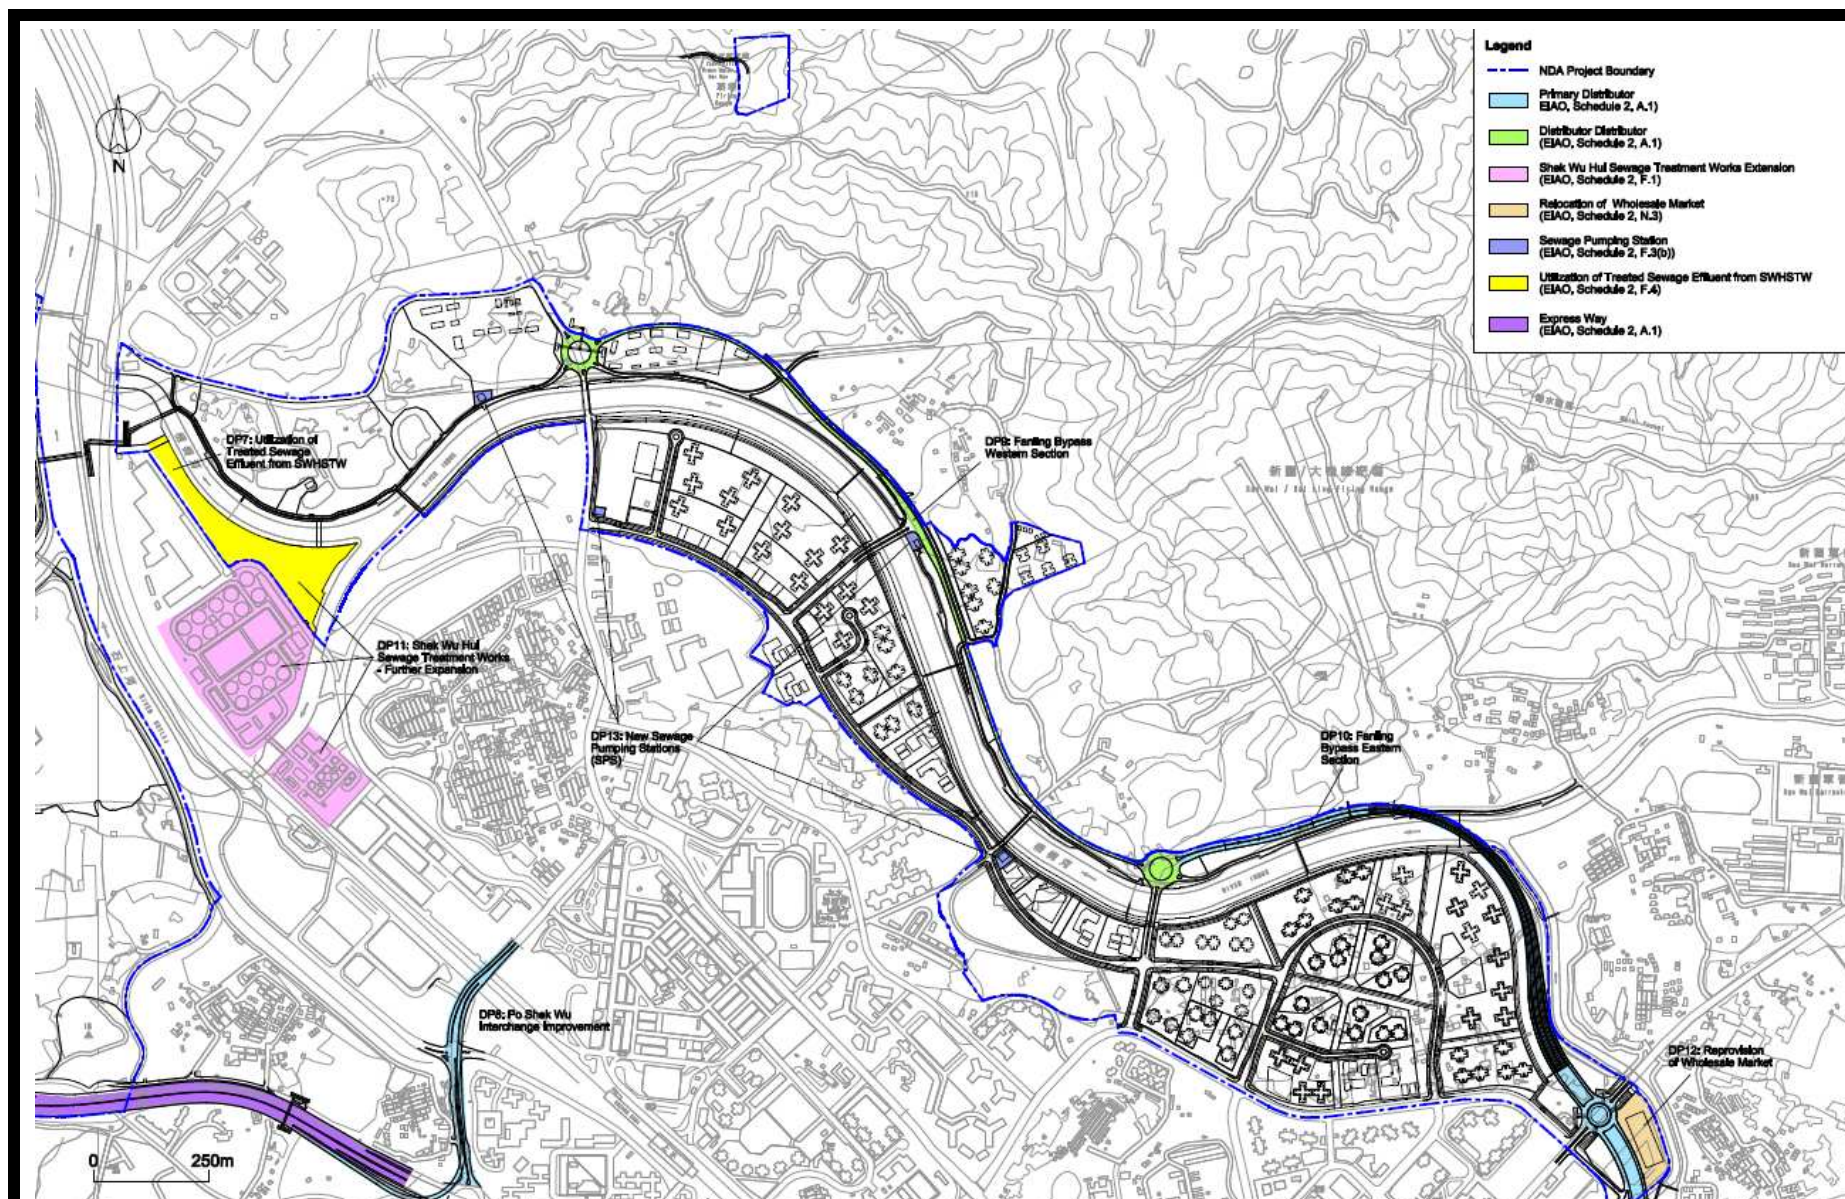 Legend
NDA Project Boundary
Primary Distributor
EIAO, Schedule 2, A.1)
Distributor Distributor
(EIAO, Schedule 2, A.1)
Shek Wu Hui Sewage Treatment Works Extension
(EIAO, Schedule 2, F.1)
Relocation of Wholesale Market
(EIAO, Schedule 2, N.3)
Sewage Pumping Station
(EIAO, Schedule 2, F.3(b))
Utilization of Treated Sewage Effluent from SWHSTW
(EIAO, Schedule 2, F.4)
Express Way
(EIAO, Schedule 2, A.1)
N
DP7: Utilization of
Treated Sewage
Effluent from SWHSTW
DP9: Fanling Bypass
Western Section
RIVER INDUS
DP11: Shek Wu Hui
Sewage Treatment Works
- Further Expansion
DP13: New Sewage
Pumping Stations
(SPS)
DP10: Fanling
Bypass Eastern
Section
RIVER INDUS
DP8: Po Shek Wu
Interchange Improvement
DP12: Reprovision
of Wholesale Market
0 250m